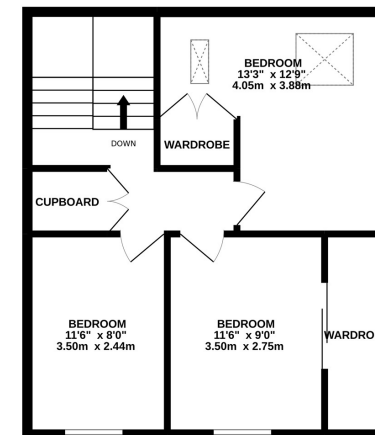 BEDROOM
13'3" x 12'9"
4.05m x 3.88m
DOWN
WARDROBE
CUPBOARD
BEDROOM
11'6" x 8'0"
3.50m x 2.44m
BEDROOM
11'6" x 9'0"
3.50m x 2.75m
WARDRO